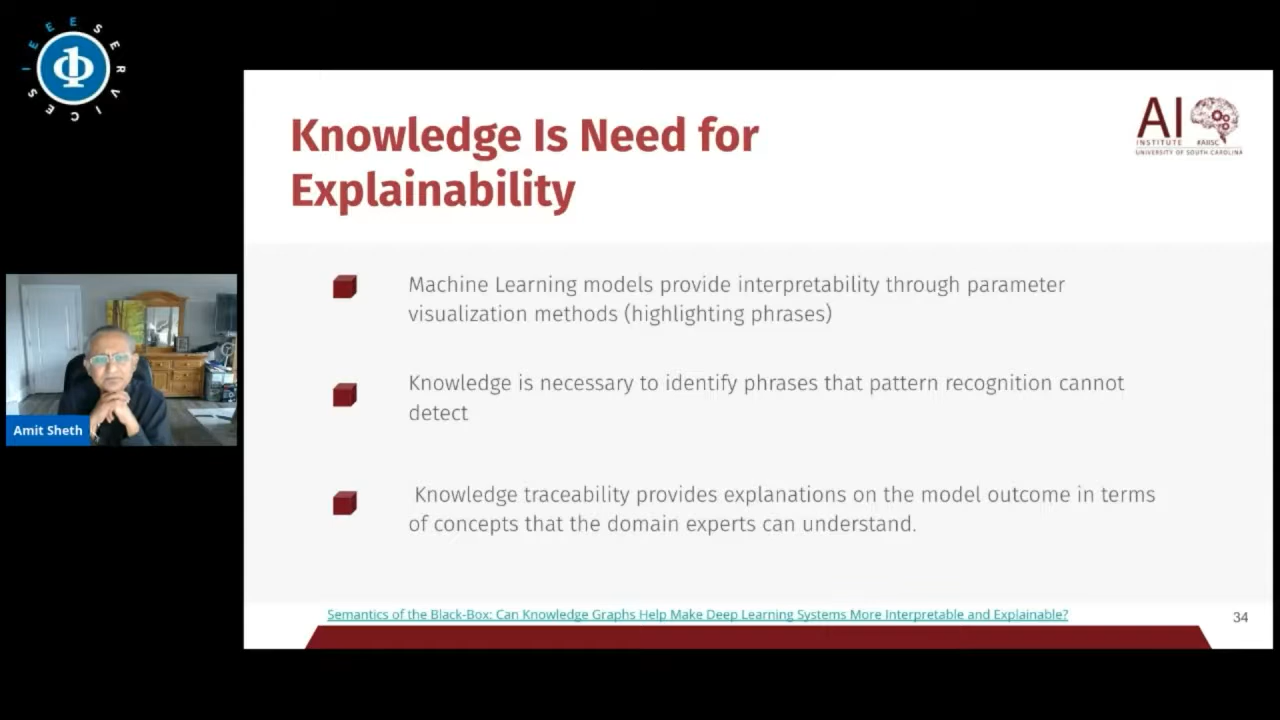 IEEE SERVICES
Knowledge Is Need for
Explainability
AI
INSTITUTE #AIISC
UNIVERSITY OF SOUTH CAROLINA
Machine Learning models provide interpretability through parameter
visualization methods (highlighting phrases)
Knowledge is necessary to identify phrases that pattern recognition cannot
detect
Amit Sheth
Knowledge traceability provides explanations on the model outcome in terms
of concepts that the domain experts can understand.
Semantics of the Black-Box: Can Knowledge Graphs Help Make Deep Learning Systems More Interpretable and Explainable?
34